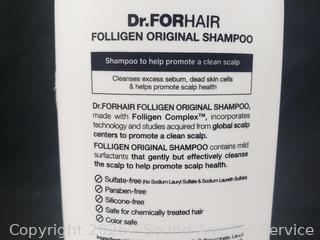 Dr.FORHAIR
FOLLIGEN ORIGINAL SHAMPOO
Shampoo to help promote a clean scalp
Cleanses excess sebum, dead skin cells
& helps promote scalp health
Dr.FORHAIR FOLLIGEN ORIGINAL SHAMPOO,
made with Folligen Complex™, incorporates
technology and studies acquired from global scalp
centers to promote a clean scalp.
FOLLIGEN ORIGINAL SHAMPOO contains mild
surfactants that gently but effectively cleanse
the scalp to help promote scalp health.
Sulfate-free (No Sodium Lauryl Sulfate & Sodium Laureth Sulfate)
Paraben-free
Silicone-free
Safe for chemically treated hair
Color safe
Sound Auction Service